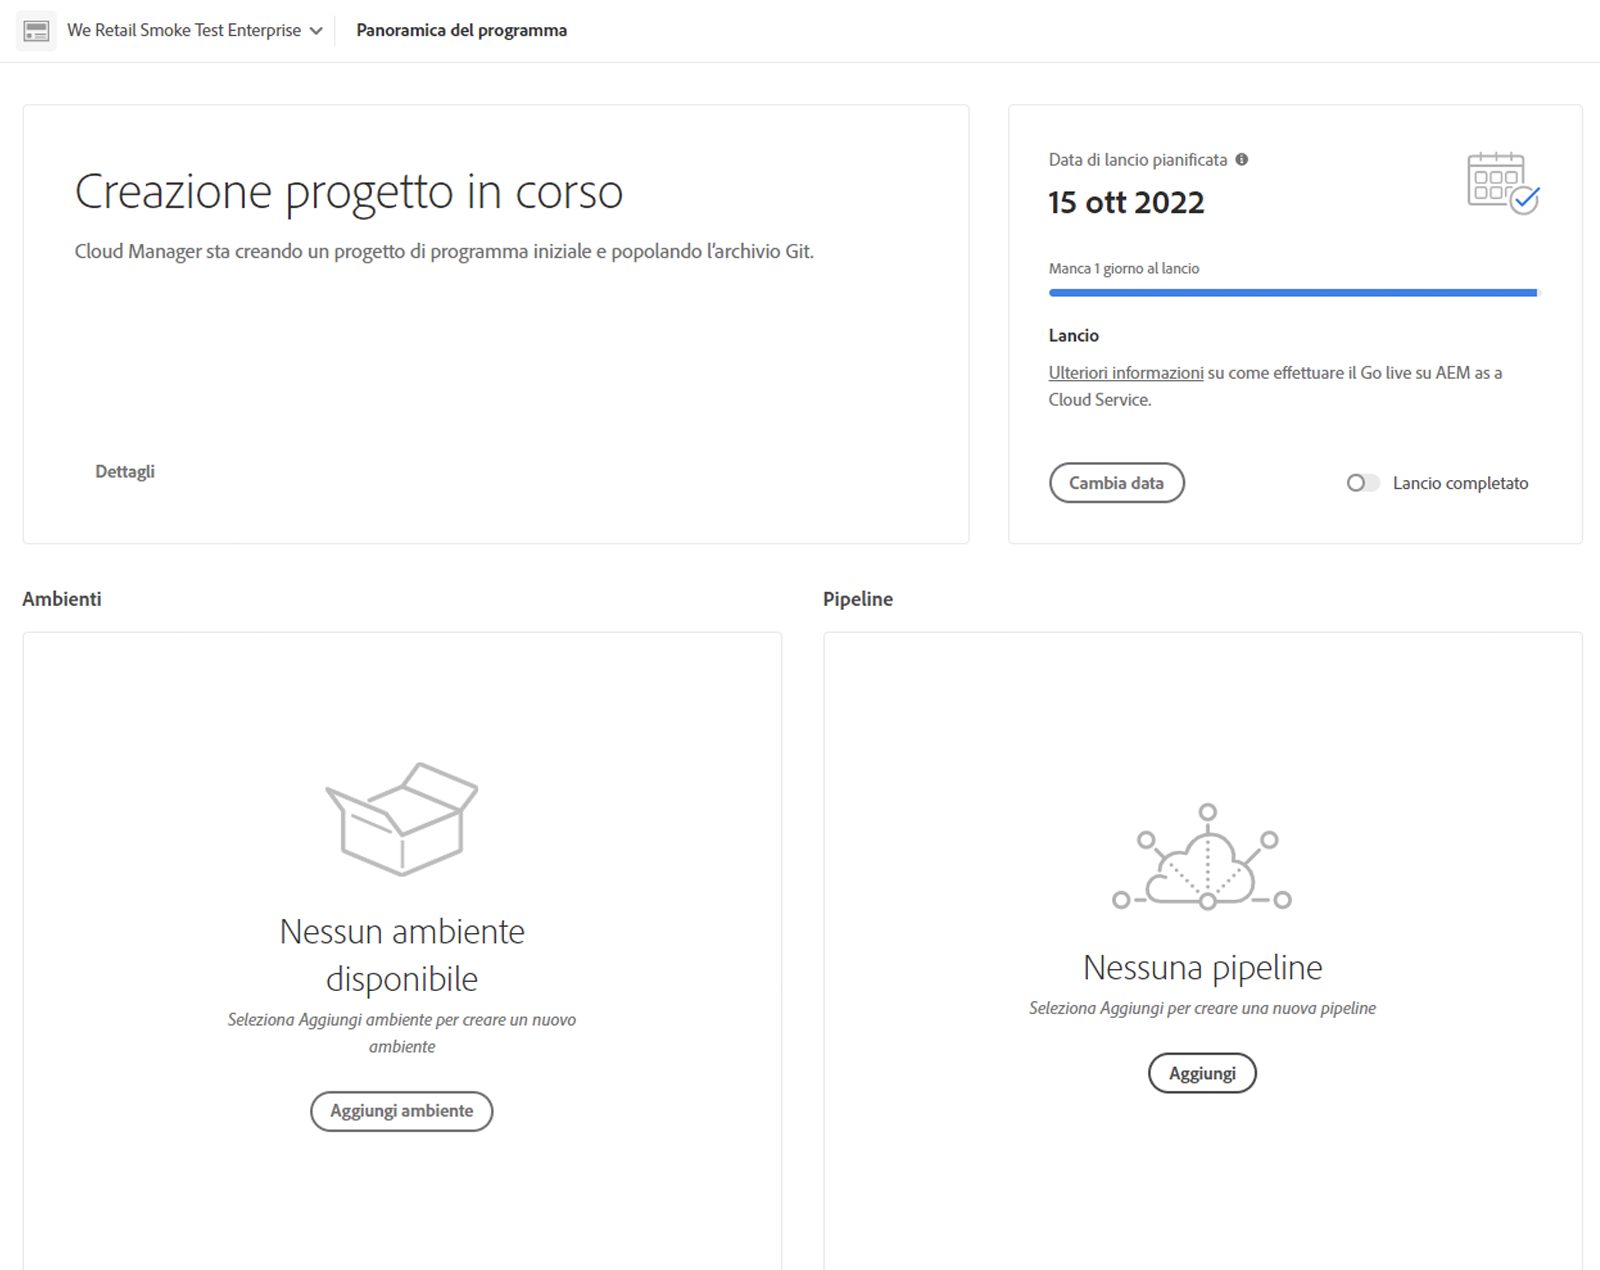 We Retail Smoke Test Enterprise
Panoramica del programma
Creazione progetto in corso
Cloud Manager sta creando un progetto di programma iniziale e popolando l'archivio Git.
Dettagli
Data di lancio pianificata
15 ott 2022
Manca 1 giorno al lancio
Lancio
Ulteriori informazioni su come effettuare il Go live su AEM as a
Cloud Service.
Cambia data
Lancio completato
Ambienti
Nessun ambiente
disponibile
Seleziona Aggiungi ambiente per creare un nuovo
ambiente
Aggiungi ambiente
Pipeline
Nessuna pipeline
Seleziona Aggiungi per creare una nuova pipeline
Aggiungi